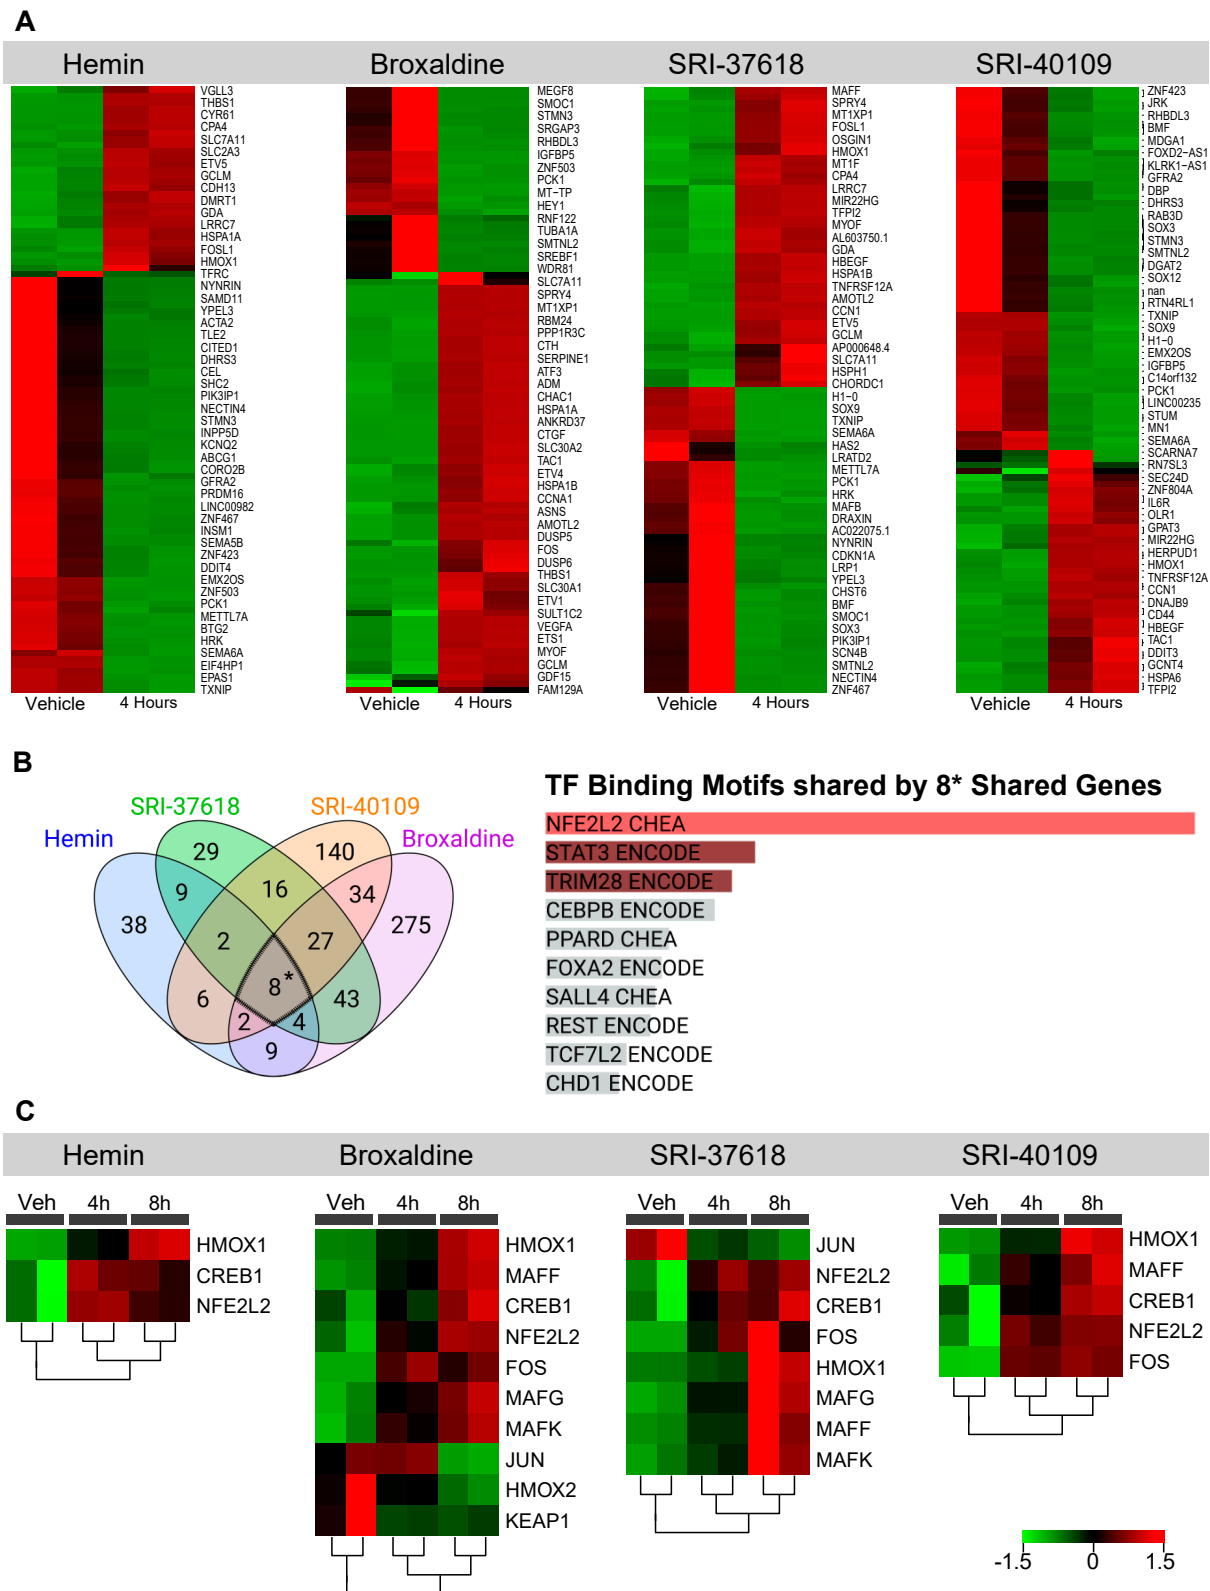 A
Hemin
Broxaldine
SRI-37618
SRI-40109
VGLL3
THBS1
CYR61
CPA4
SLC7A11
SLC2A3
ETV5
GCLM
CDH13
DMRT1
GDA
LRRC7
HSPA1A
FOSL1
HMOX1
TFRC
NYNRIN
SAMD11
YPEL3
ACTA2
TLE2
CITED1
DHRS3
CEL
SHC2
PIK3IP1
NECTIN4
STMN3
INPP5D
KCNQ2
ABCG1
CORO2B
GFRA2
PRDM16
LINC00982
ZNF467
INSM1
SEMA5B
ZNF423
DDIT4
EMX2OS
ZNF503
PCK1
METTL7A
BTG2
HRK
SEMA6A
EIF4HP1
EPAS1
TXNIP
Vehicle
4 Hours
MEGF8
SMOC1
STMN3
SRGAP3
RHBDL3
IGFBP5
ZNF503
PCK1
MT-TP
HEY1
RNF122
TUBA1A
SMTNL2
SREBF1
WDR81
SLC7A11
SPRY4
MT1XP1
RBM24
PPP1R3C
CTH
SERPINE1
ATF3
ADM
CHAC1
HSPA1A
ANKRD37
CTGF
SLC30A2
TAC1
ETV4
HSPA1B
CCNA1
ASNS
AMOTL2
DUSP5
FOS
DUSP6
THBS1
SLC30A1
ETV1
SULT1C2
VEGFA
ETS1
MYOF
GCLM
GDF15
FAM129A
Vehicle
4 Hours
MAFF
SPRY4
MT1XP1
FOSL1
OSGIN1
HMOX1
MT1F
CPA4
LRRC7
MIR22HG
TFPI2
MYOF
AL603750.1
GDA
HBEGF
HSPA1B
TNFRSF12A
AMOTL2
CCN1
ETV5
GCLM
AP000648.4
SLC7A11
HSPH1
CHORDC1
H1-0
SOX9
TXNIP
SEMA6A
HAS2
LRATD2
METTL7A
PCK1
HRK
MAFB
DRAXIN
AC022075.1
NYNRIN
CDKN1A
LRP1
YPEL3
CHST6
BMF
SMOC1
SOX3
PIK3IP1
SCN4B
SMTNL2
NECTIN4
ZNF467
Vehicle
4 Hours
ZNF423
JRK
RHBDL3
BMF
MDGA1
FOXD2-AS1
KLRK1-AS1
GFRA2
DBP
DHRS3
RAB3D
SOX3
STMN3
SMTNL2
DGAT2
SOX12
nan
RTN4RL1
TXNIP
SOX9
H1-0
EMX2OS
IGFBP5
C14orf132
PCK1
LINC00235
STUM
MN1
SEMA6A
SCARNA7
RN7SL3
SEC24D
ZNF804A
IL6R
OLR1
GPAT3
MIR22HG
HERPUD1
HMOX1
TNFRSF12A
CCN1
DNAJB9
CD44
HBEGF
TAC1
DDIT3
GCNT4
HSPA6
TFPI2
Vehicle
4 Hours
B
SRI-37618
SRI-40109
Hemin
Broxaldine
29
140
9
16
34
38
275
2
27
8*
6
43
2
4
9
TF Binding Motifs shared by 8* Shared Genes
NFE2L2 CHEA
STAT3 ENCODE
TRIM28 ENCODE
CEBPB ENCODE
PPARD CHEA
FOXA2 ENCODE
SALL4 CHEA
REST ENCODE
TCF7L2 ENCODE
CHD1 ENCODE
C
Hemin
Broxaldine
SRI-37618
SRI-40109
Veh 4h 8h
HMOX1
CREB1
NFE2L2
Veh 4h 8h
HMOX1
MAFF
CREB1
NFE2L2
FOS
MAFG
MAFK
JUN
HMOX2
KEAP1
Veh 4h 8h
JUN
NFE2L2
CREB1
FOS
HMOX1
MAFG
MAFF
MAFK
Veh 4h 8h
HMOX1
MAFF
CREB1
NFE2L2
FOS
-1.5 0 1.5